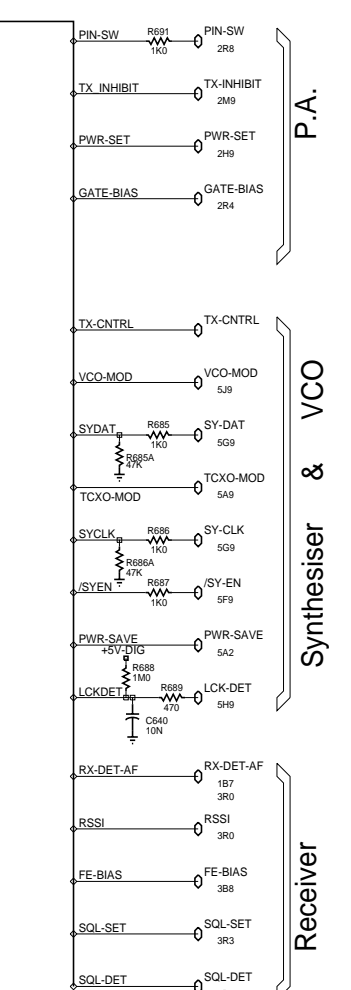 PIN-SW R691 1K0 PIN-SW
2R8
TX_INHIBIT TX-INHIBIT
2M9
PWR-SET PWR-SET
2H9
GATE-BIAS GATE-BIAS
2R4
P.A.
TX-CNTRL TX-CNTRL
VCO-MOD VCO-MOD
5J9
SYDAT R685 1K0 SY-DAT
5G9
R685A
47K
TCXO-MOD TCXO-MOD
5A9
SYCLK R686 1K0 SY-CLK
5G9
R686A
47K
/SYEN R687 1K0 /SY-EN
5F9
PWR-SAVE PWR-SAVE
5A2
+5V-DIG
R688
1M0
LCKDET R689 470 LCK-DET
5H9
C640
10N
Synthesiser & VCO
RX-DET-AF RX-DET-AF
1B7
3R0
RSSI RSSI
3R0
FE-BIAS FE-BIAS
3B8
SQL-SET SQL-SET
3R3
SQL-DET SQL-DET
Receiver